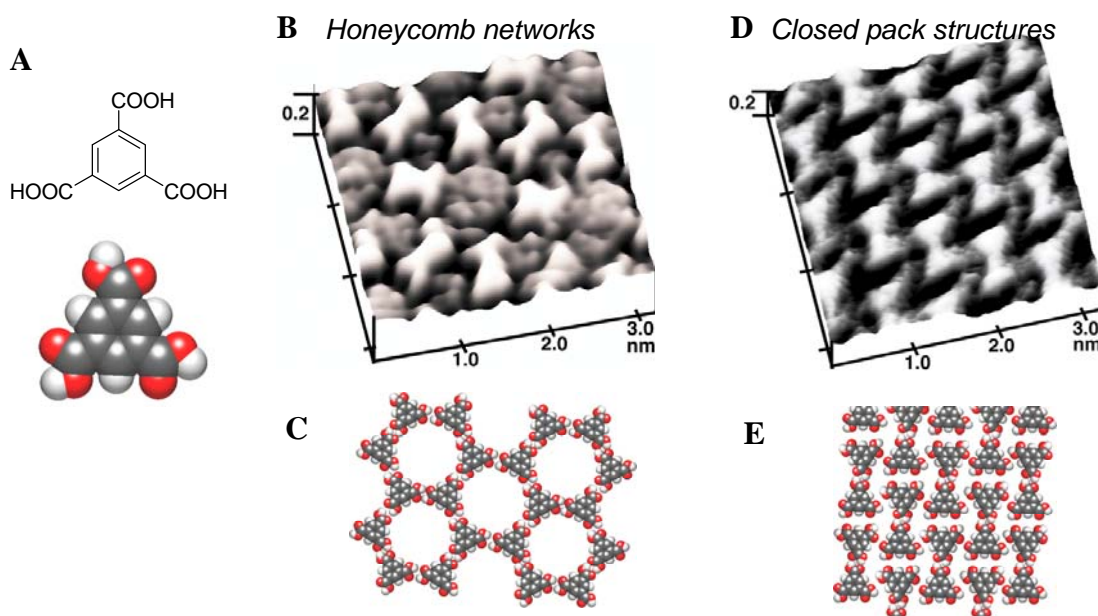 A
COOH
HOOC
COOH
B Honeycomb networks
0.2
1.0
2.0
3.0
nm
C
D Closed pack structures
0.2
1.0
2.0
3.0
nm
E